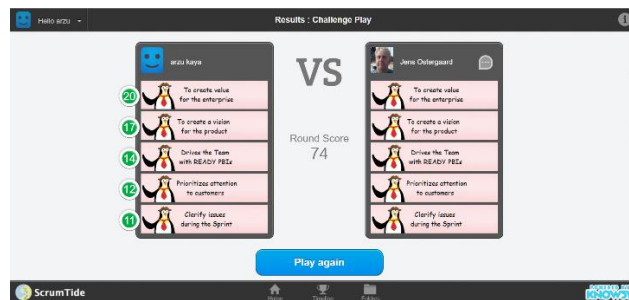 Hello arzu
Results : Challenge Play
arzu kaya
VS
Jens Ostergaard
20
To create value
for the enterprise
To create value
for the enterprise
17
To create a vision
for the product
To create a vision
for the product
Round Score
74
14
Drives the Team
with READY PBIs
Drives the Team
with READY PBIs
12
Prioritizes attention
to customers
Prioritizes attention
to customers
11
Clarify issues
during the Sprint
Clarify issues
during the Sprint
Play again
ScrumTide
Home
Timeline